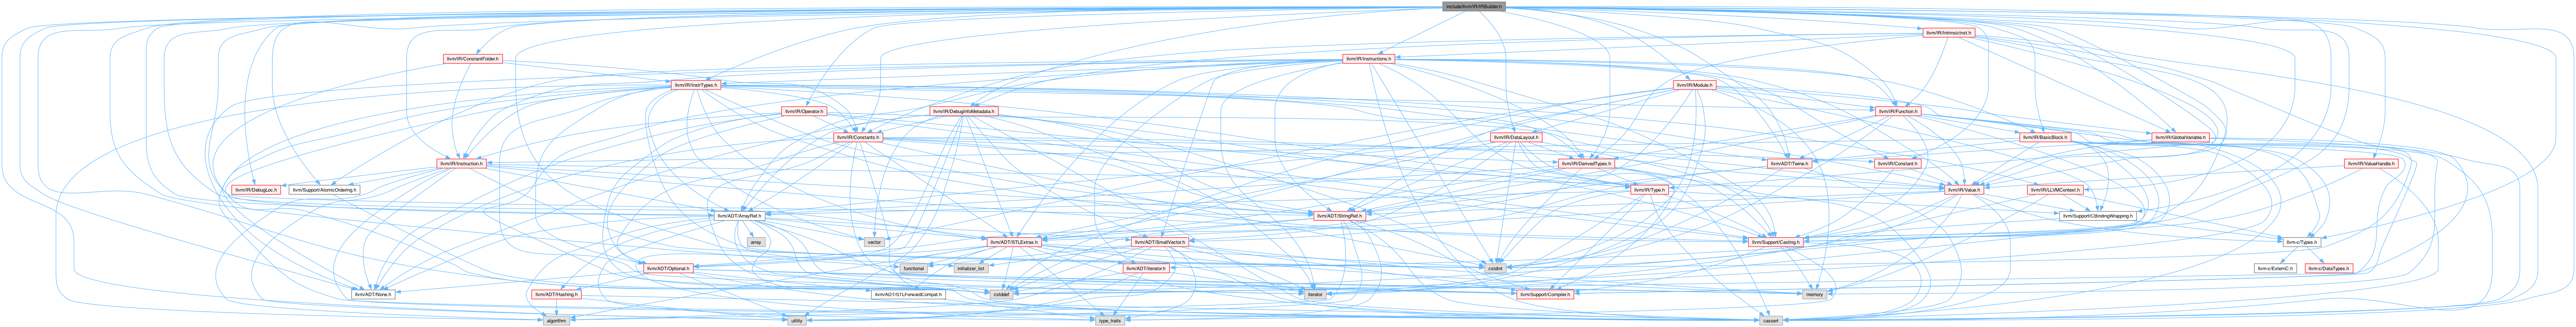 include/llvm/IR/IRBuilder.h
llvm/IR/IntrinsicInst.h
llvm/IR/ConstantFolder.h
llvm/IR/Instructions.h
llvm/IR/InstrTypes.h
llvm/IR/Module.h
llvm/IR/Operator.h
llvm/IR/DebugInfoMetadata.h
llvm/IR/Function.h
llvm/IR/Constants.h
llvm/IR/DataLayout.h
llvm/IR/BasicBlock.h
llvm/IR/GlobalVariable.h
llvm/IR/Instruction.h
llvm/IR/DerivedTypes.h
llvm/ADT/Twine.h
llvm/IR/Constant.h
llvm/IR/ValueHandle.h
llvm/IR/DebugLoc.h
llvm/Support/AtomicOrdering.h
llvm/IR/Type.h
llvm/IR/Value.h
llvm/IR/LLVMContext.h
llvm/ADT/ArrayRef.h
llvm/ADT/StringRef.h
llvm/Support/CBindingWrapping.h
array
vector
llvm/ADT/STLExtras.h
llvm/ADT/SmallVector.h
llvm/Support/Casting.h
llvm-c/Types.h
llvm/ADT/Optional.h
functional
initializer_list
llvm/ADT/iterator.h
cstdint
llvm-c/ExternC.h
llvm-c/DataTypes.h
llvm/ADT/None.h
llvm/ADT/Hashing.h
llvm/ADT/STLForwardCompat.h
cstddef
iterator
llvm/Support/Compiler.h
memory
algorithm
utility
type_traits
cassert